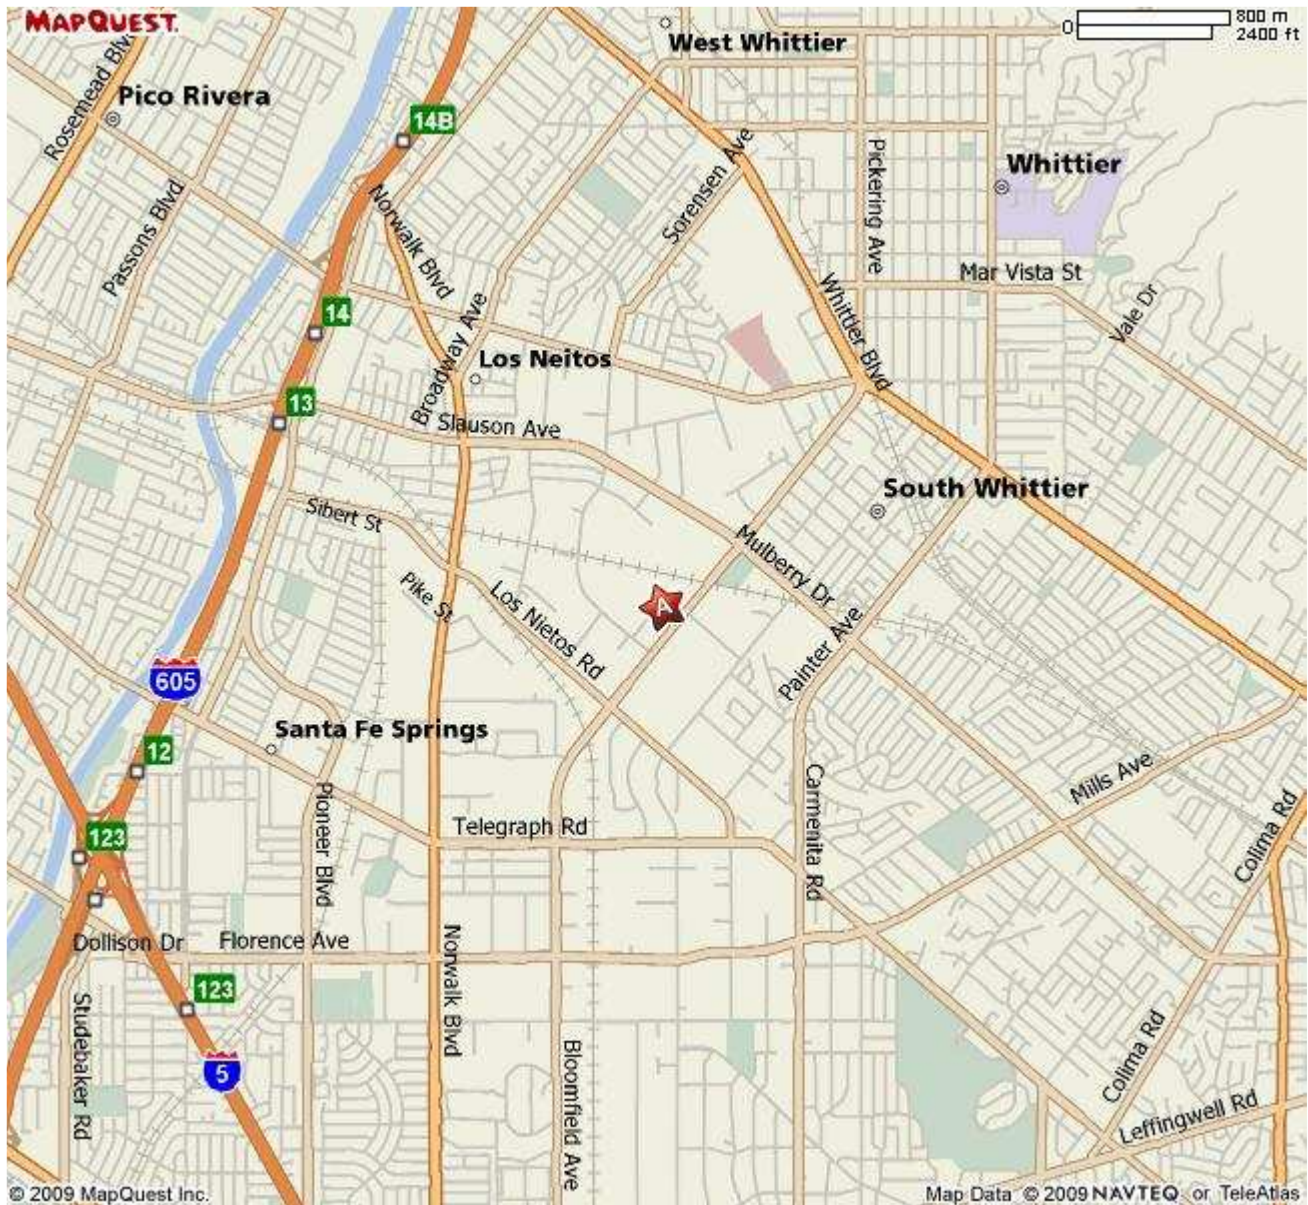 MAPQUEST.
0
800 m
2400 ft
West Whittier
Rosemead Blvd
Pico Rivera
14B
Pickering Ave
Whittier
Sorensen Ave
Passons Blvd
Norwalk Blvd
Mar Vista St
Whittier Blvd
Vale Dr
14
Broadway Ave
Los Neitos
13
Slauson Ave
South Whittier
Sibert St
Mulberry Dr
Pike St
Los Nietos Rd
A
Painter Ave
605
Santa Fe Springs
12
Mills Ave
Pioneer Blvd
Carmenita Rd
Colima Rd
123
Telegraph Rd
Dollison Dr
Florence Ave
Norwalk Blvd
123
Studebaker Rd
5
Bloomfield Ave
Colima Rd
Leffingwell Rd
© 2009 MapQuest Inc.
Map Data © 2009 NAVTEQ or TeleAtlas